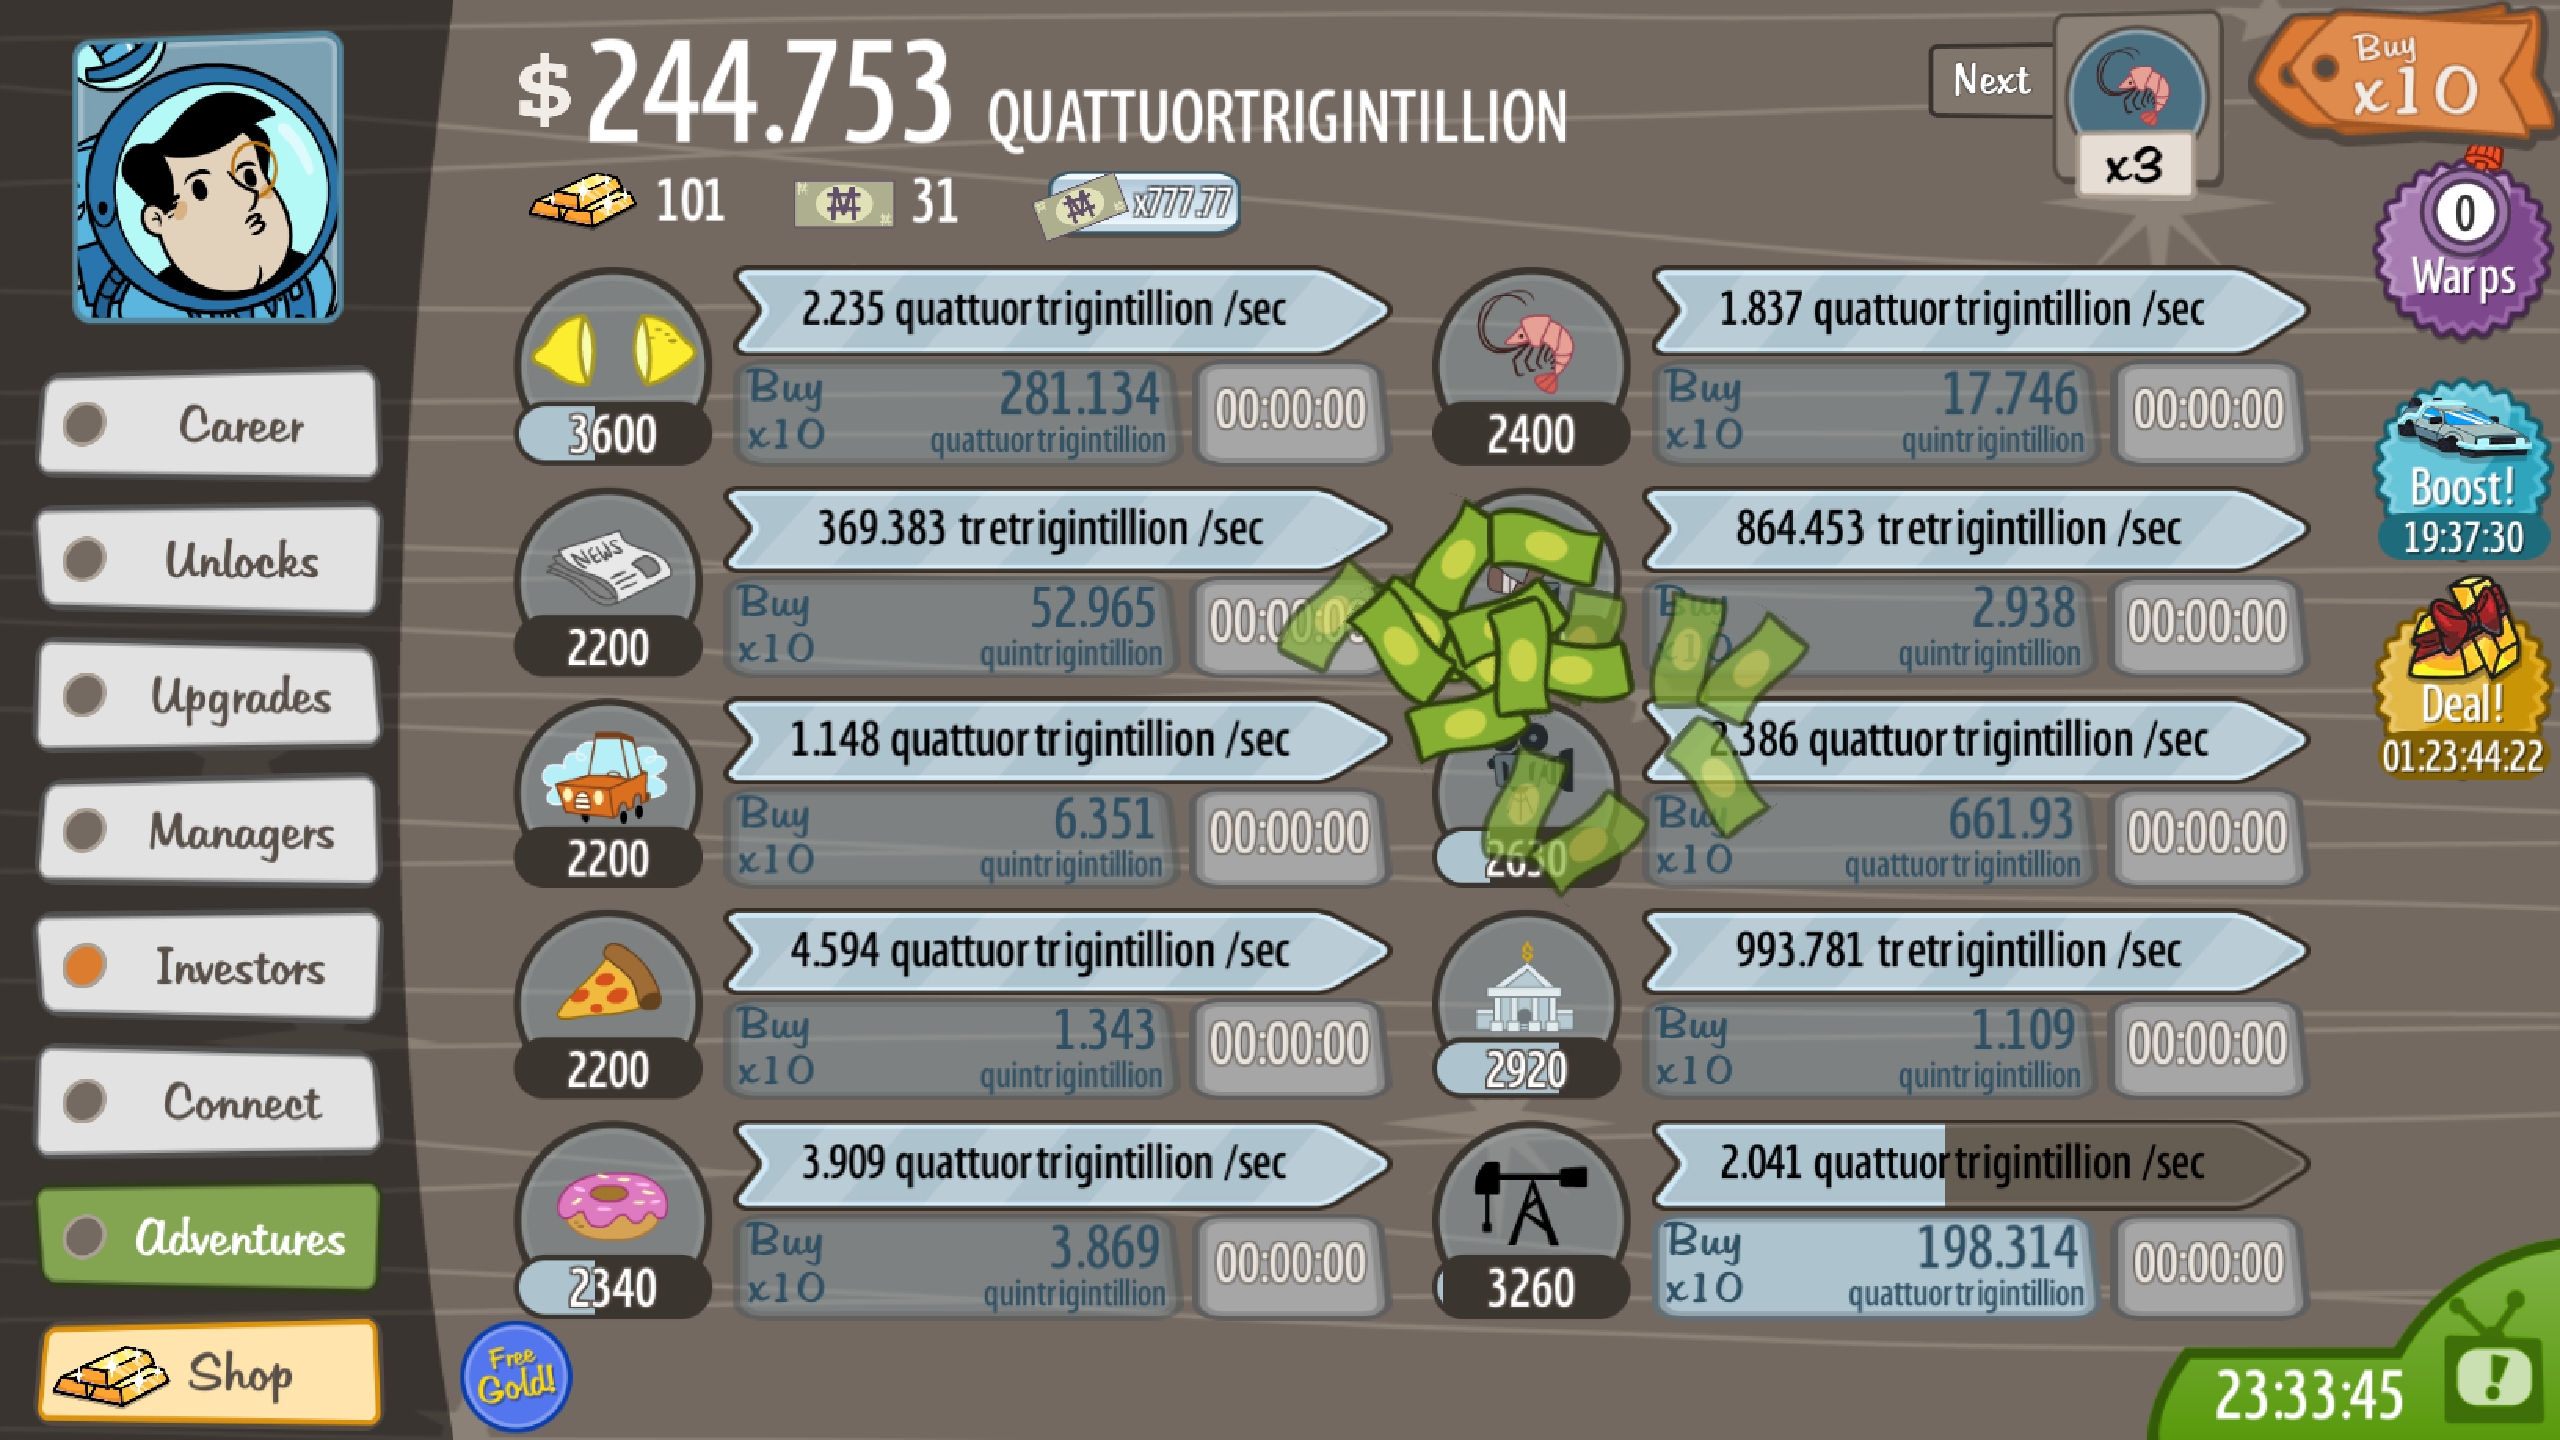 $244.753 QUATTUORTRIGINTILLION
101
31
x777.77
Next
x3
Buy
x10
0
Warps
Boost!
19:37:30
Deal!
01:23:44:22
Career
Unlocks
Upgrades
Managers
Investors
Connect
Adventures
Shop
2.235 quattuortrigintillion /sec
3600
Buy
x10
281.134
quattuortrigintillion
00:00:00
1.837 quattuortrigintillion /sec
2400
Buy
x10
17.746
quintrigintillion
00:00:00
NEWS
369.383 tretrigintillion /sec
2200
Buy
x10
52.965
quintrigintillion
864.453 tretrigintillion /sec
Buy
x10
2.938
quintrigintillion
00:00:00
1.148 quattuortrigintillion /sec
2200
Buy
x10
6.351
quintrigintillion
00:00:00
2.386 quattuortrigintillion /sec
2630
Buy
x10
661.93
quattuortrigintillion
00:00:00
4.594 quattuortrigintillion /sec
2200
Buy
x10
1.343
quintrigintillion
00:00:00
993.781 tretrigintillion /sec
2920
Buy
x10
1.109
quintrigintillion
00:00:00
3.909 quattuortrigintillion /sec
2340
Buy
x10
3.869
quintrigintillion
00:00:00
2.041 quattuortrigintillion /sec
3260
Buy
x10
198.314
quattuortrigintillion
00:00:00
Free
Gold!
23:33:45
!